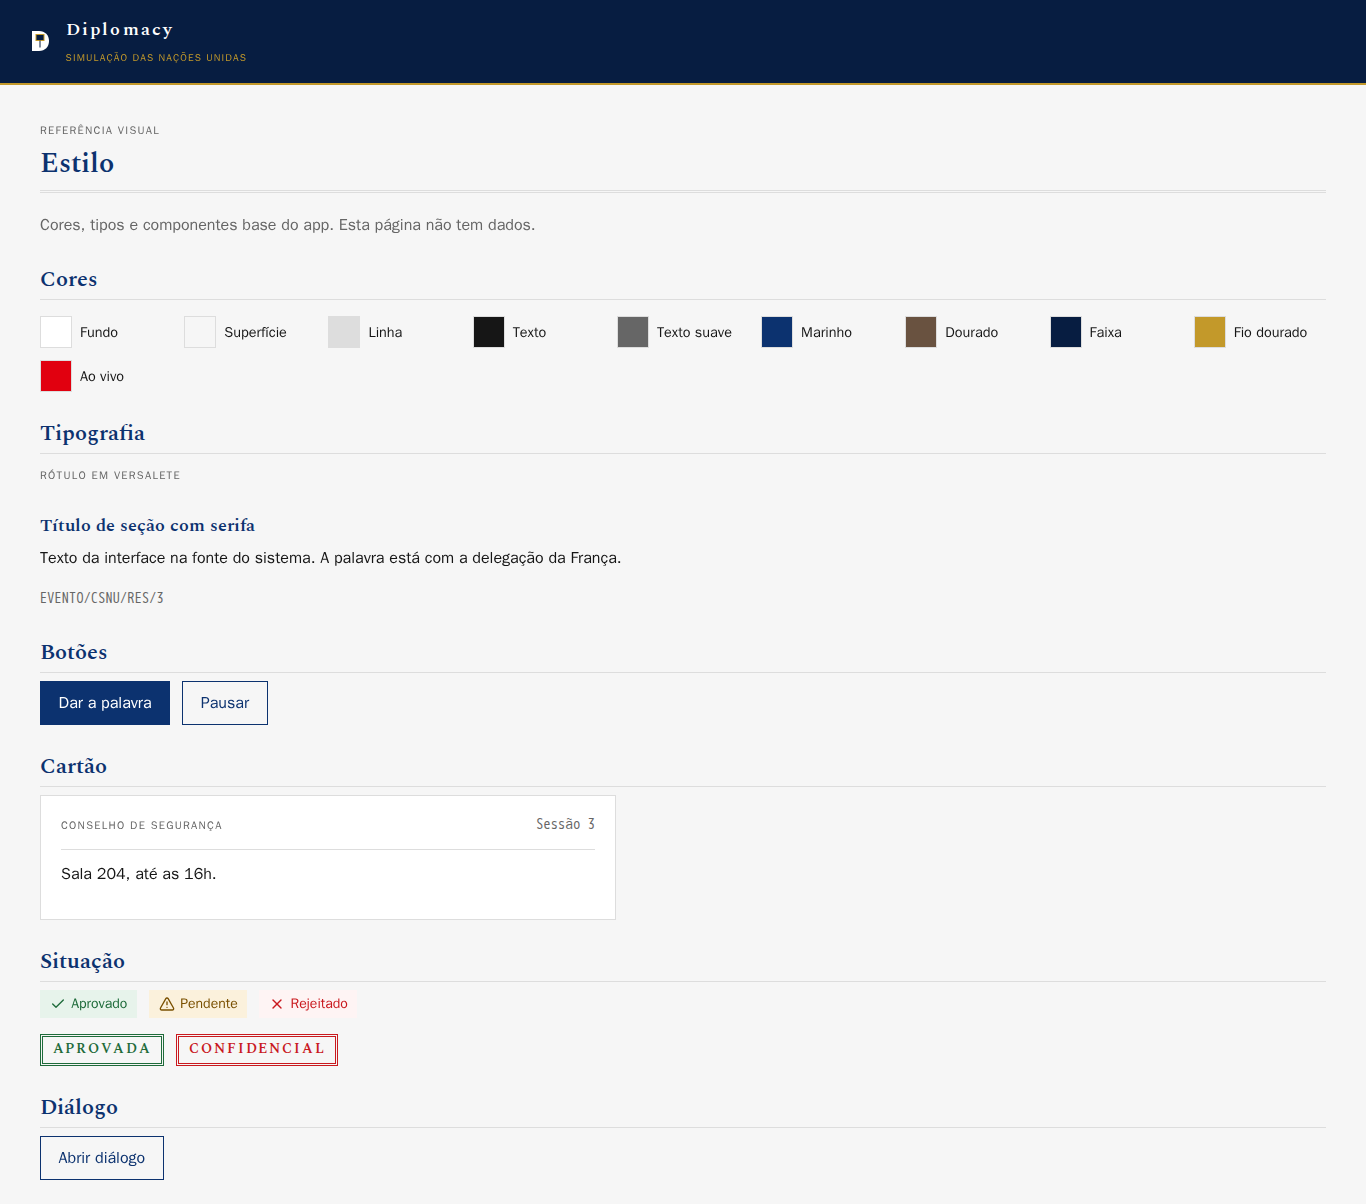 Diplomacy
SIMULAÇÃO DAS NAÇÕES UNIDAS
REFERÊNCIA VISUAL
Estilo
Cores, tipos e componentes base do app. Esta página não tem dados.
Cores
Fundo Superfície Linha Texto Texto suave Marinho Dourado Faixa Fio dourado
Ao vivo
Tipografia
RÓTULO EM VERSALETE
Título de seção com serifa
Texto da interface na fonte do sistema. A palavra está com a delegação da França.
EVENTO/CSNU/RES/3
Botões
Dar a palavra Pausar
Cartão
CONSELHO DE SEGURANÇA Sessão 3
Sala 204, até as 16h.
Situação
Aprovado Pendente Rejeitado
APROVADA CONFIDENCIAL
Diálogo
Abrir diálogo